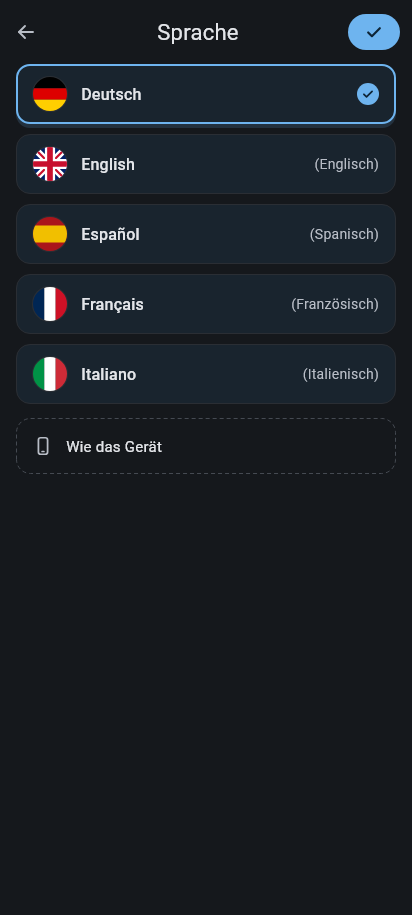 Sprache
Deutsch
English (Englisch)
Español (Spanisch)
Français (Französisch)
Italiano (Italienisch)
Wie das Gerät